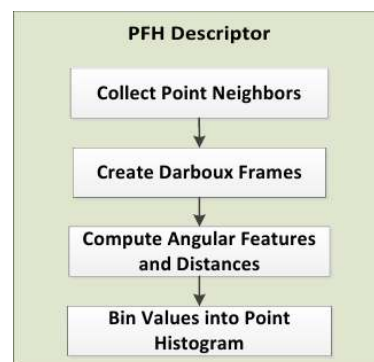 PFH Descriptor
Collect Point Neighbors
Create Darboux Frames
Compute Angular Features
and Distances
Bin Values into Point
Histogram